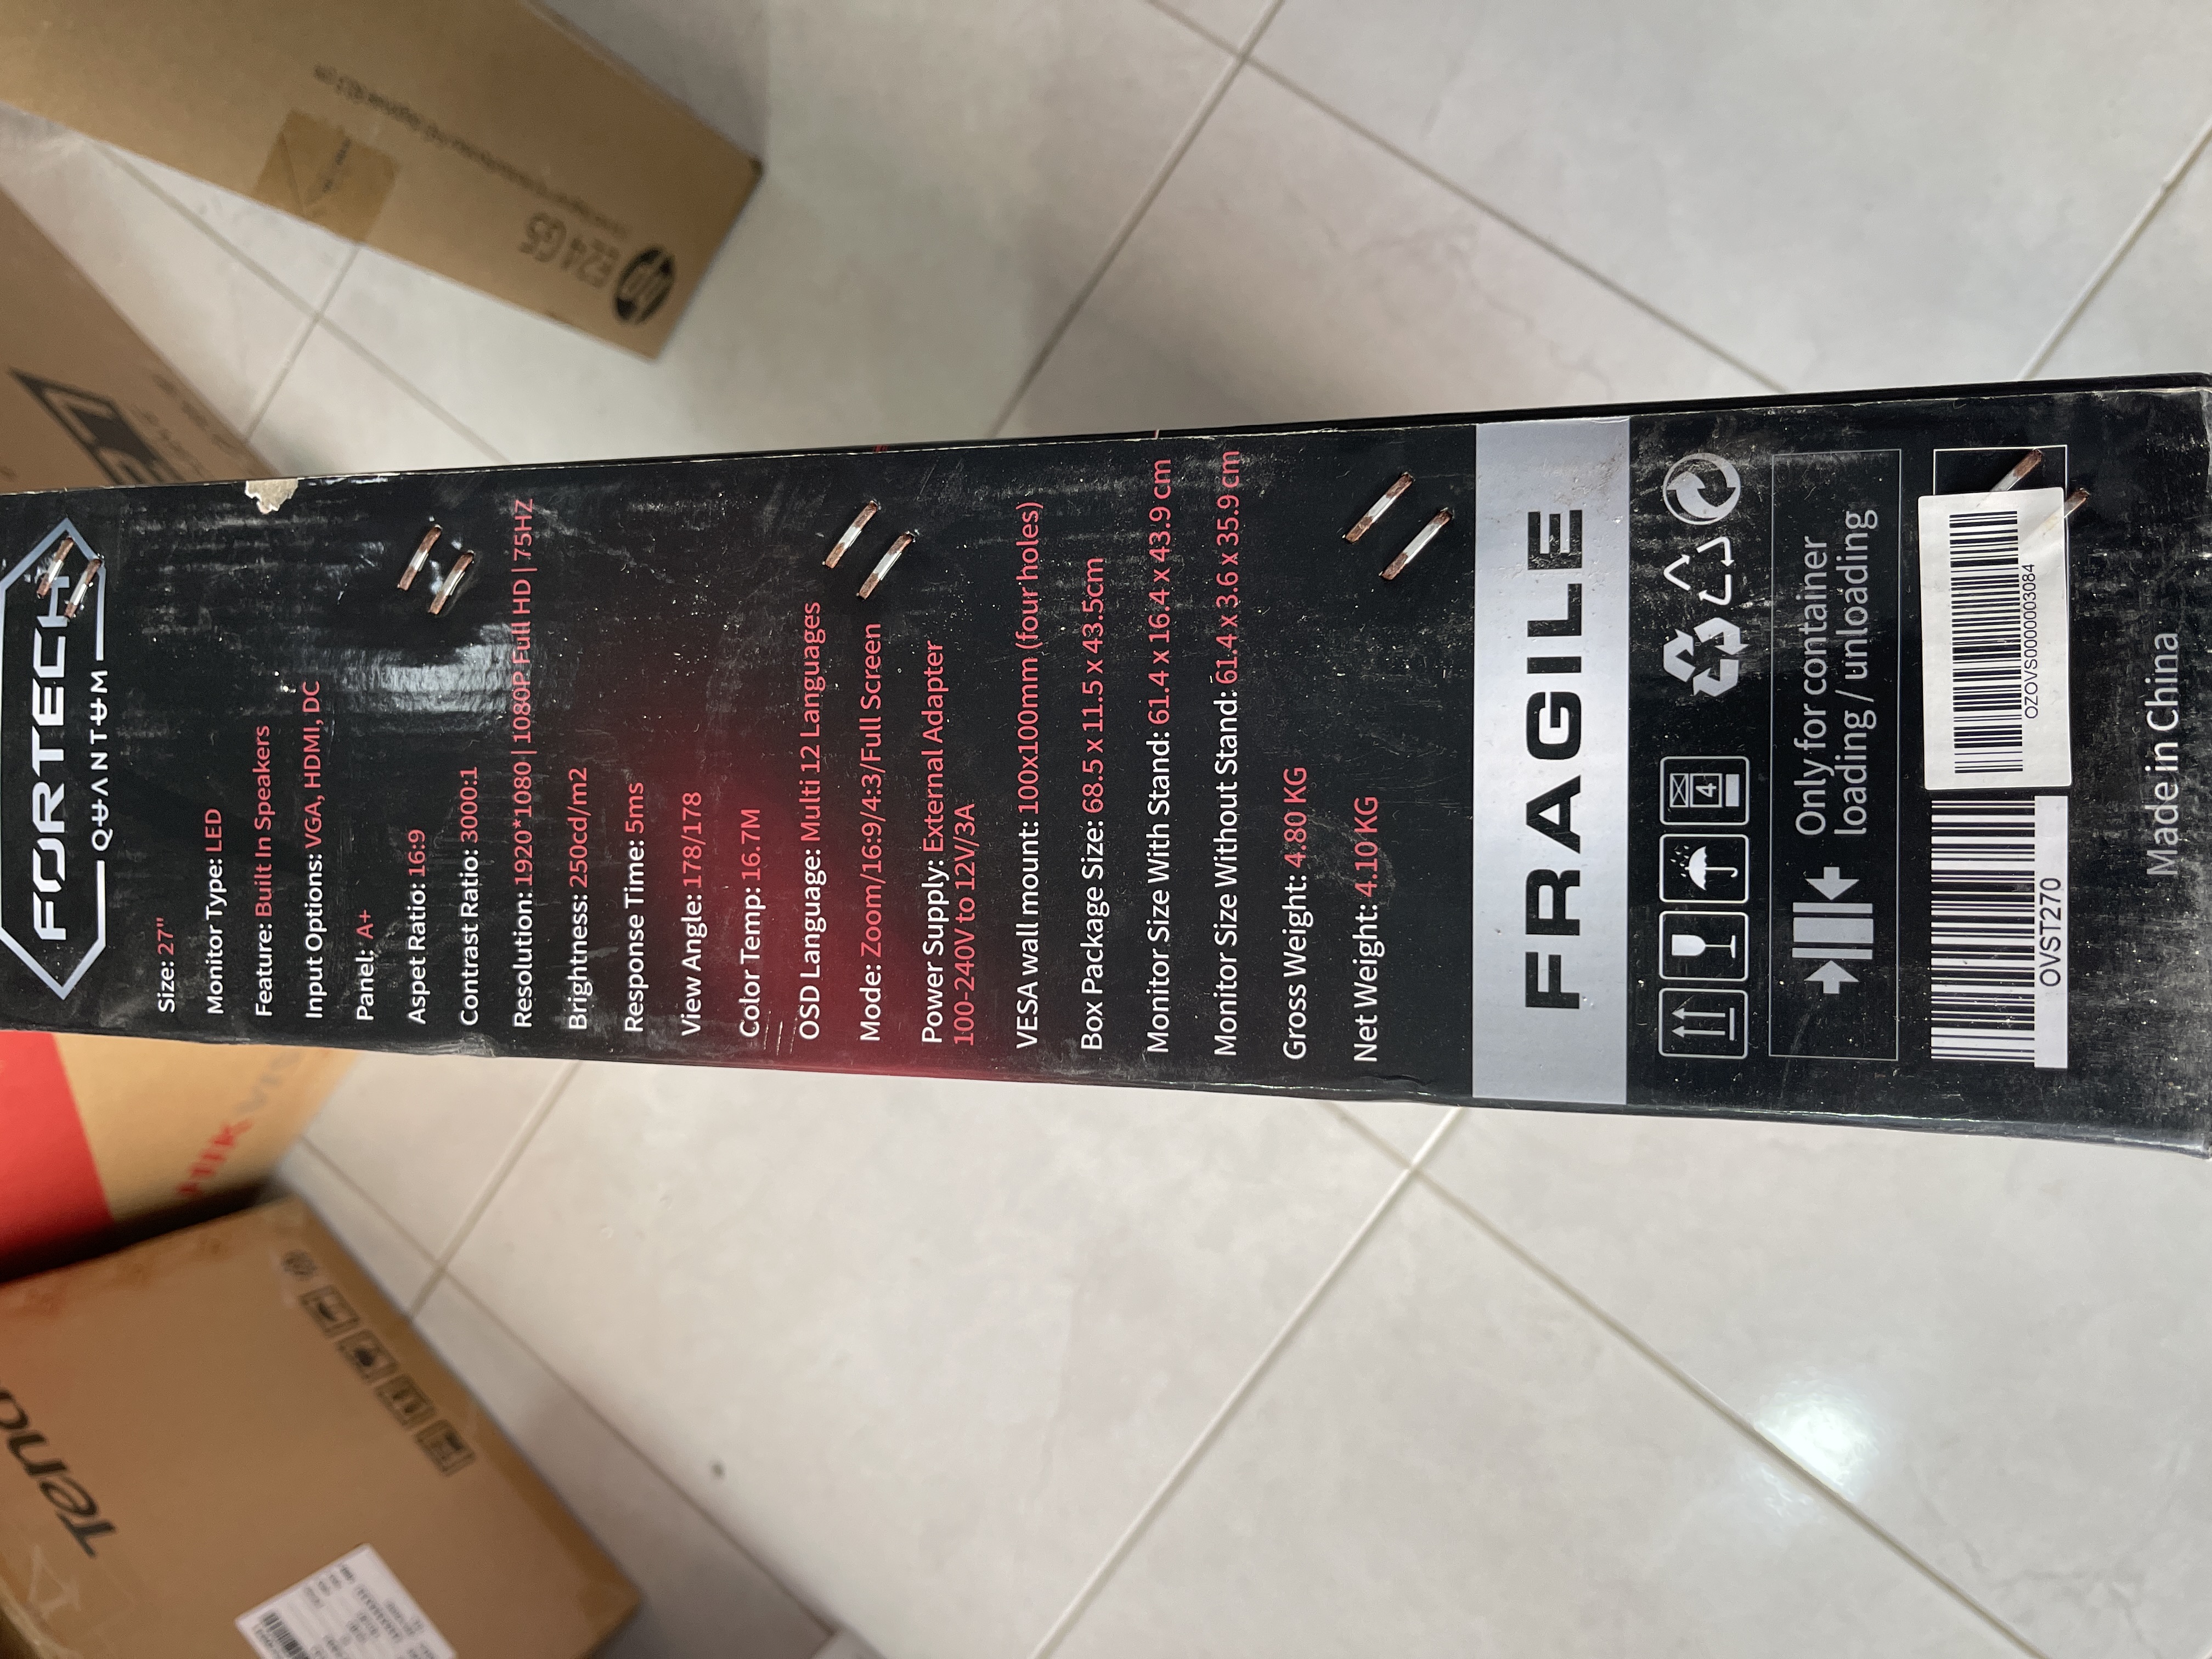 FORTECH
QUANTUM
Size: 27"
Monitor Type: LED
Feature: Built In Speakers
Input Options: VGA, HDMI, DC
Panel: A+
Aspet Ratio: 16:9
Contrast Ratio: 3000:1
Resolution: 1920*1080 | 1080P Full HD | 75HZ
Brightness: 250cd/m2
Response Time: 5ms
View Angle: 178/178
Color Temp: 16.7M
OSD Language: Multi 12 Languages
Mode: Zoom/16:9/4:3/Full Screen
Power Supply: External Adapter
100-240V to 12V/3A
VESA wall mount: 100x100mm (four holes)
Box Package Size: 68.5 x 11.5 x 43.5cm
Monitor Size With Stand: 61.4 x 16.4 x 43.9 cm
Monitor Size Without Stand: 61.4 x 3.6 x 35.9 cm
Gross Weight: 4.80 KG
Net Weight: 4.10 KG
FRAGILE
4
Only for container
loading / unloading
OVST270
OZOVS0000003084
Made in China
hp
E24 G5
HIKVIS
Tend